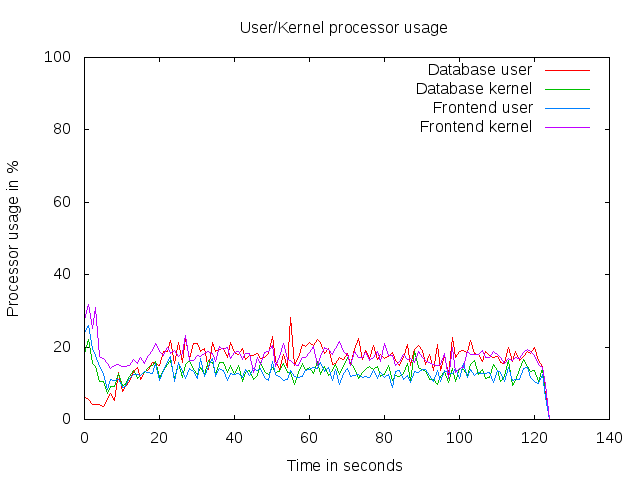 User/Kernel processor usage
100
80
60
40
20
0
Processor usage in %
Database user
Database kernel
Frontend user
Frontend kernel
0 20 40 60 80 100 120 140
Time in seconds